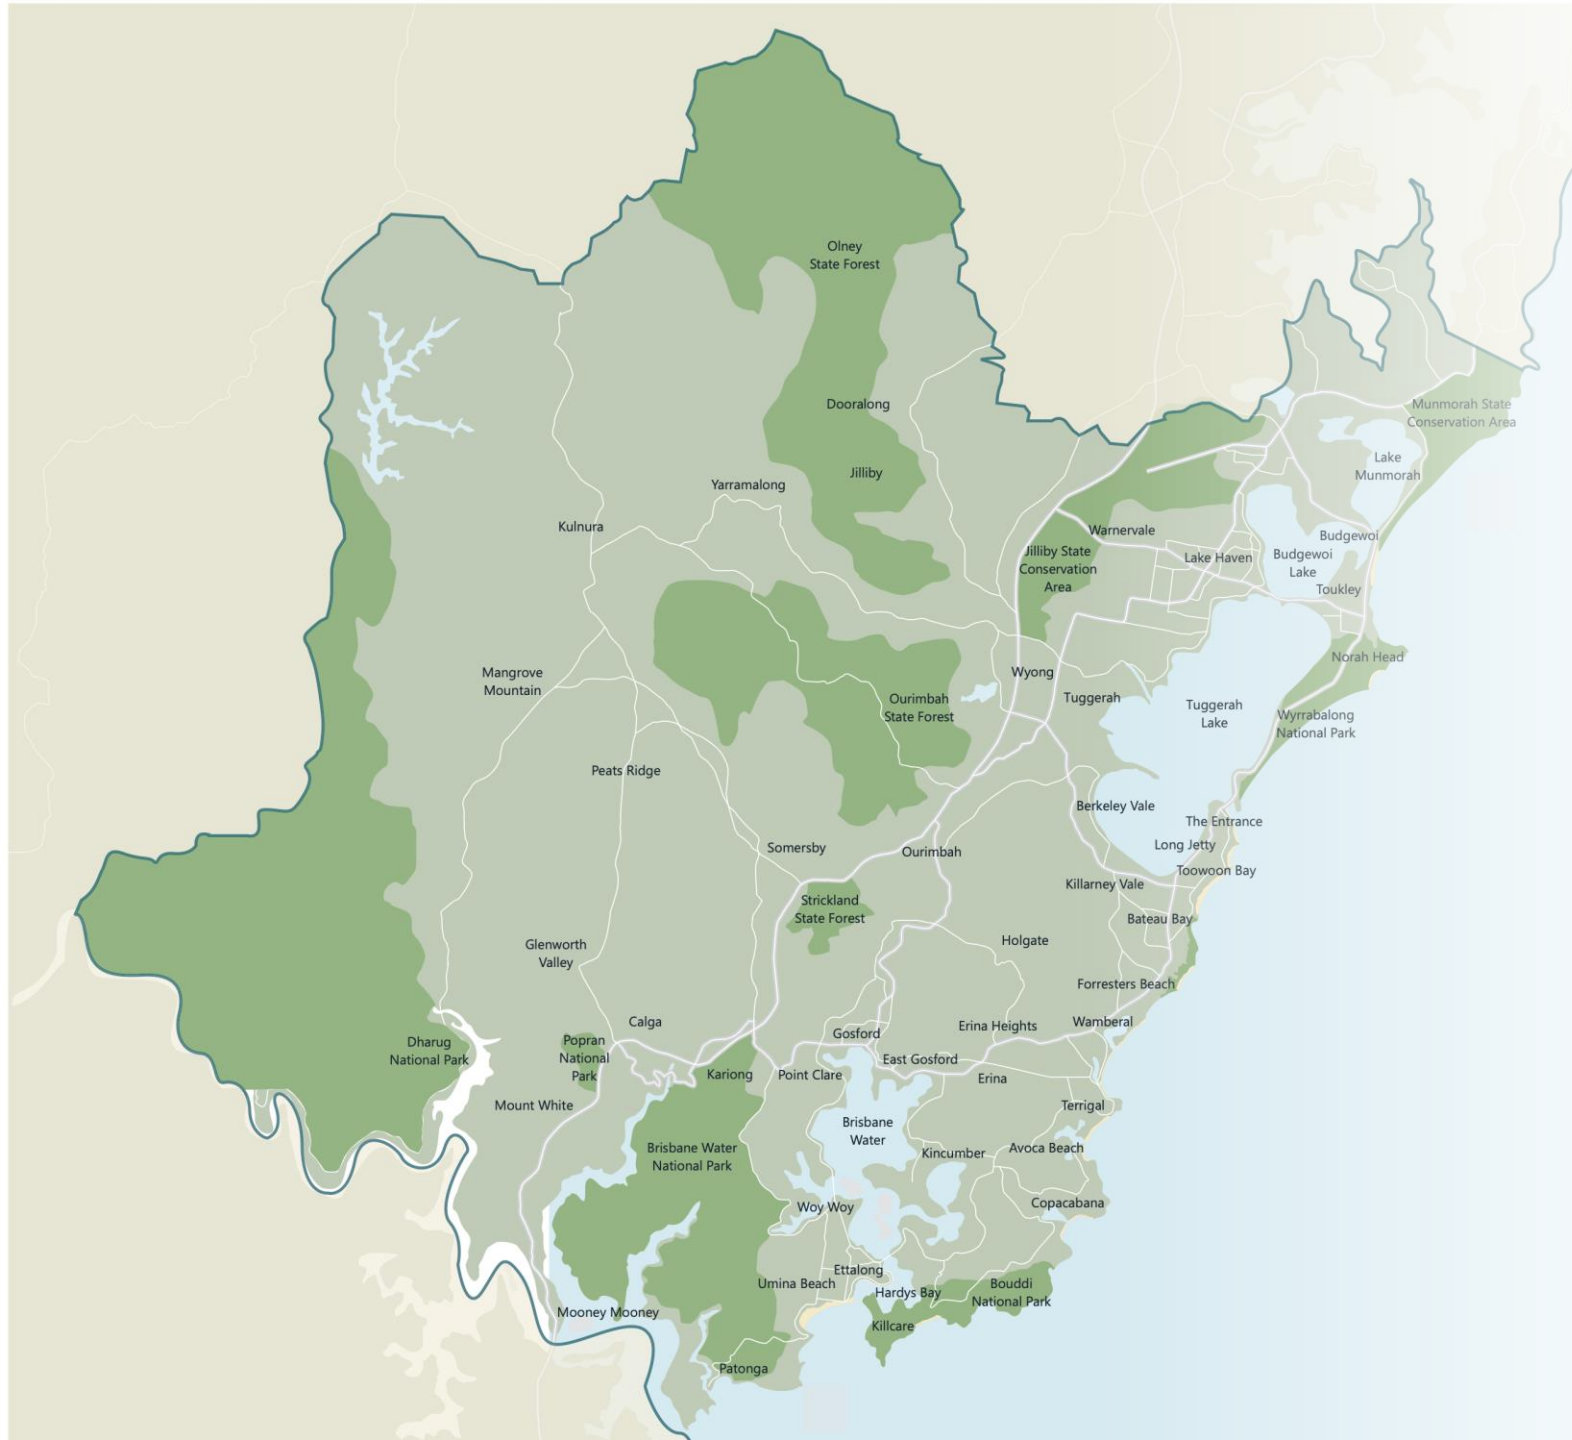 Olney
State Forest
Dooralong
Munmorah State
Conservation Area
Lake
Munmorah
Jilliby
Yarramalong
Kulnura
Warnervale
Budgewoi
Jilliby State
Conservation
Area
Lake Haven
Budgewoi
Lake
Toukley
Norah Head
Mangrove
Mountain
Wyong
Tuggerah
Ourimbah
State Forest
Tuggerah
Lake
Wyrrabalong
National Park
Peats Ridge
Berkeley Vale
The Entrance
Somersby
Ourimbah
Long Jetty
Toowoon Bay
Killarney Vale
Strickland
State Forest
Bateau Bay
Glenworth
Valley
Holgate
Forresters Beach
Calga
Gosford
Erina Heights
Wamberal
Dharug
National Park
Popran
National
Park
East Gosford
Kariong
Point Clare
Erina
Mount White
Terrigal
Brisbane
Water
Brisbane Water
National Park
Kincumber
Avoca Beach
Woy Woy
Copacabana
Ettalong
Umina Beach
Hardys Bay
Bouddi
National Park
Mooney Mooney
Killcare
Patonga